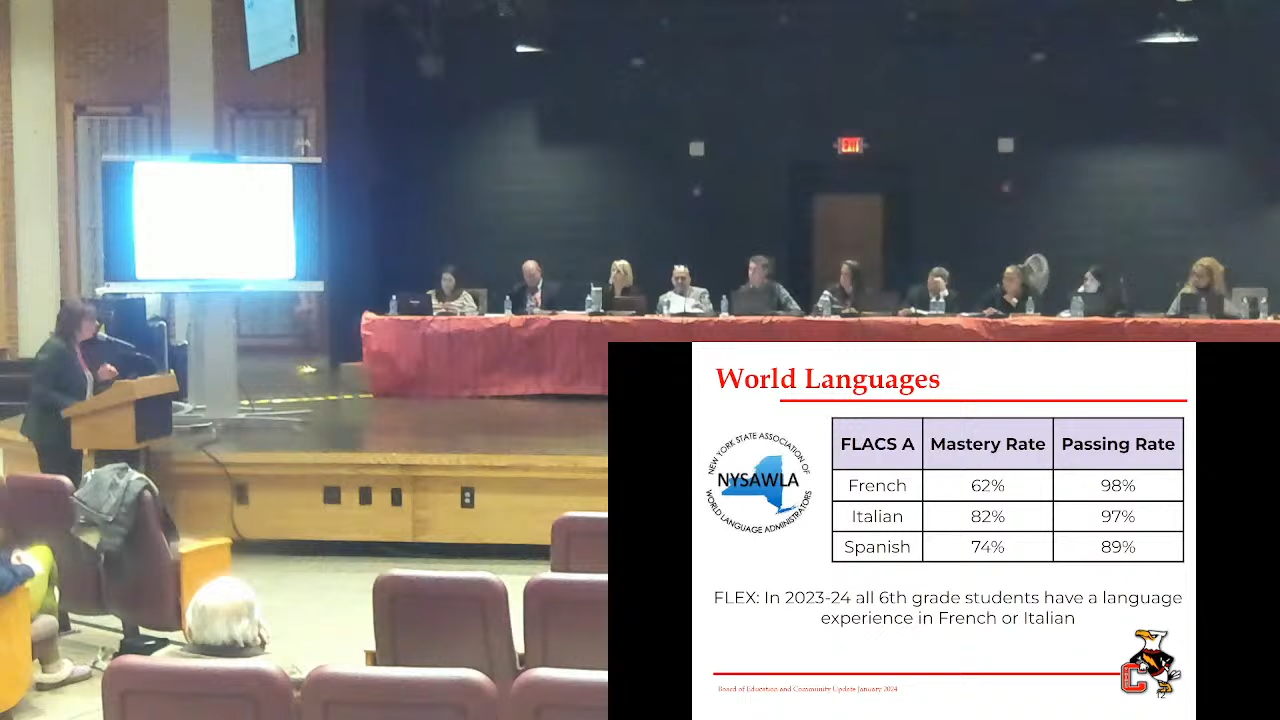 EXIT
World Languages
NEW YORK STATE ASSOCIATION OF
NYSAWLA
WORLD LANGUAGE ADMINISTRATORS
FLACS A Mastery Rate Passing Rate
French 62% 98%
Italian 82% 97%
Spanish 74% 89%
FLEX: In 2023-24 all 6th grade students have a language
experience in French or Italian
C
Board of Education and Community Update January 2024
12